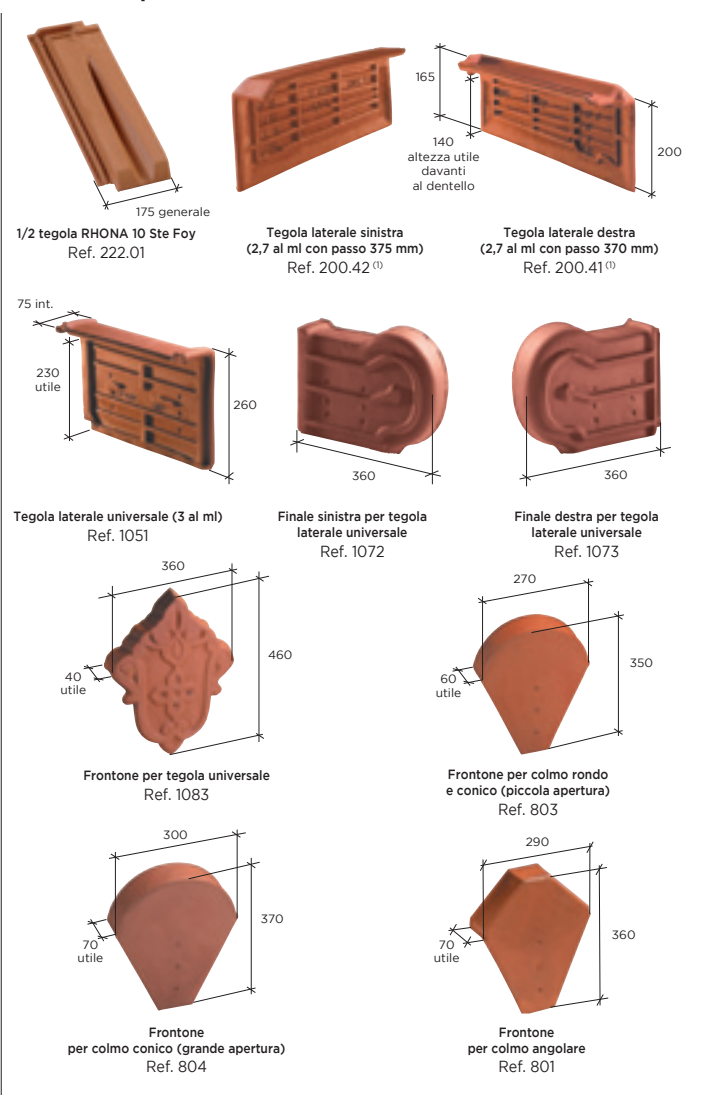 165
140
altezza utile
davanti
al dentello
200
175 generale
1/2 tegola RHONA 10 Ste Foy
Ref. 222.01
Tegola laterale sinistra
(2,7 al ml con passo 375 mm)
Ref. 200.42 (1)
Tegola laterale destra
(2,7 al ml con passo 370 mm)
Ref. 200.41 (1)
75 int.
230
utile
260
360
360
Tegola laterale universale (3 al ml)
Ref. 1051
Finale sinistra per tegola
laterale universale
Ref. 1072
Finale destra per tegola
laterale universale
Ref. 1073
360
460
40
utile
270
350
60
utile
Frontone per tegola universale
Ref. 1083
Frontone per colmo rondo
e conico (piccola apertura)
Ref. 803
300
370
70
utile
290
360
70
utile
Frontone
per colmo conico (grande apertura)
Ref. 804
Frontone
per colmo angolare
Ref. 801